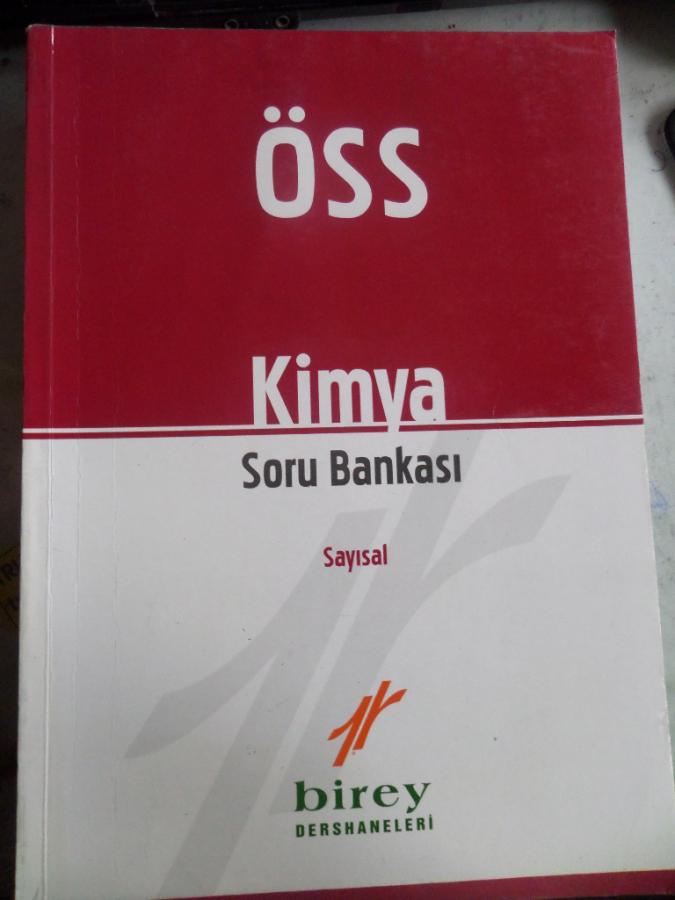 ÖSS
Kimya
Soru Bankası
Sayısal
birey
DERSHANELERİ